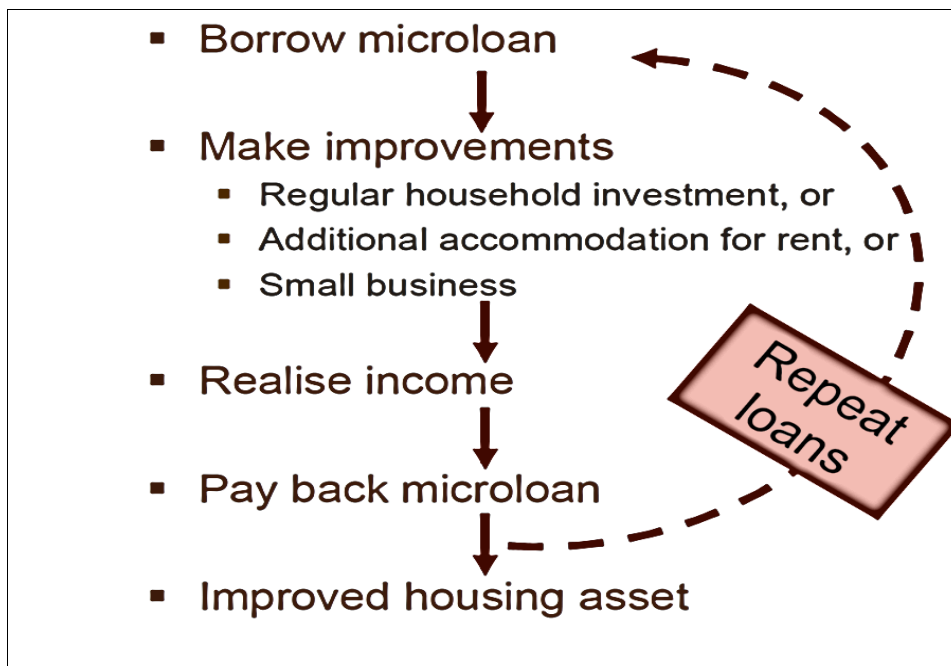 ▪ Borrow microloan
▪ Make improvements
▪ Regular household investment, or
▪ Additional accommodation for rent, or
▪ Small business
▪ Realise income
▪ Pay back microloan
▪ Improved housing asset
Repeat
loans